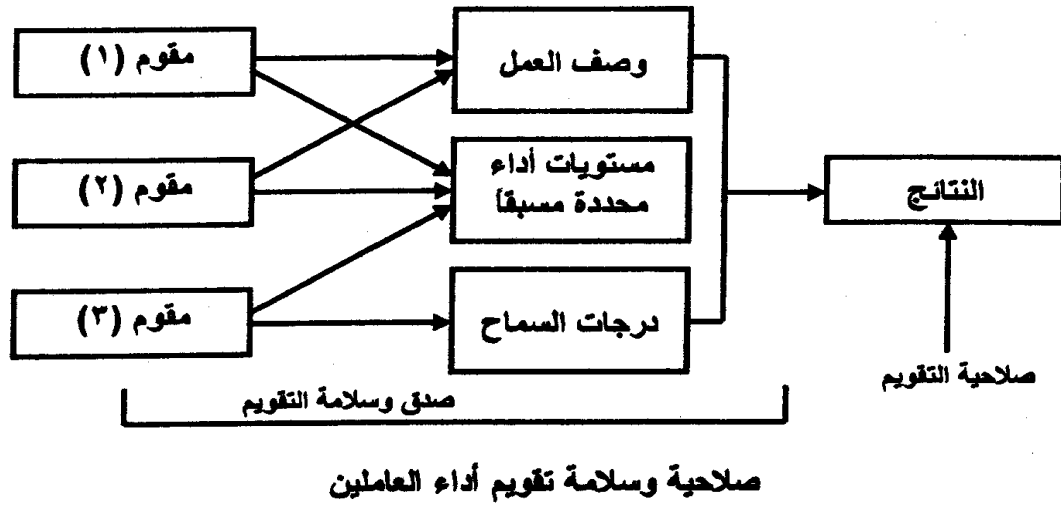 مقوم (١)
وصف العمل
مستويات أداء
محددة مسبقاً
مقوم (٢)
النتائج
مقوم (٣)
درجات السماح
صلاحية التقويم
صدق وسلامة التقويم
صلاحية وسلامة تقويم أداء العاملين